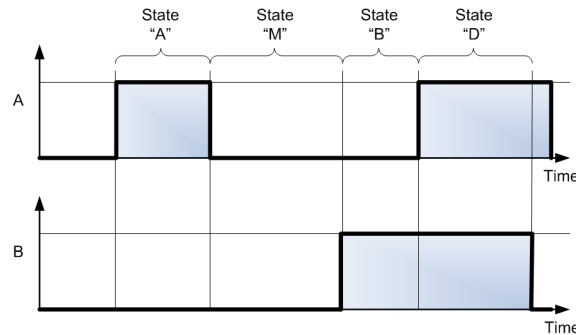 State State State State
“A” “M” “B” “D”
A
Time
B
Time